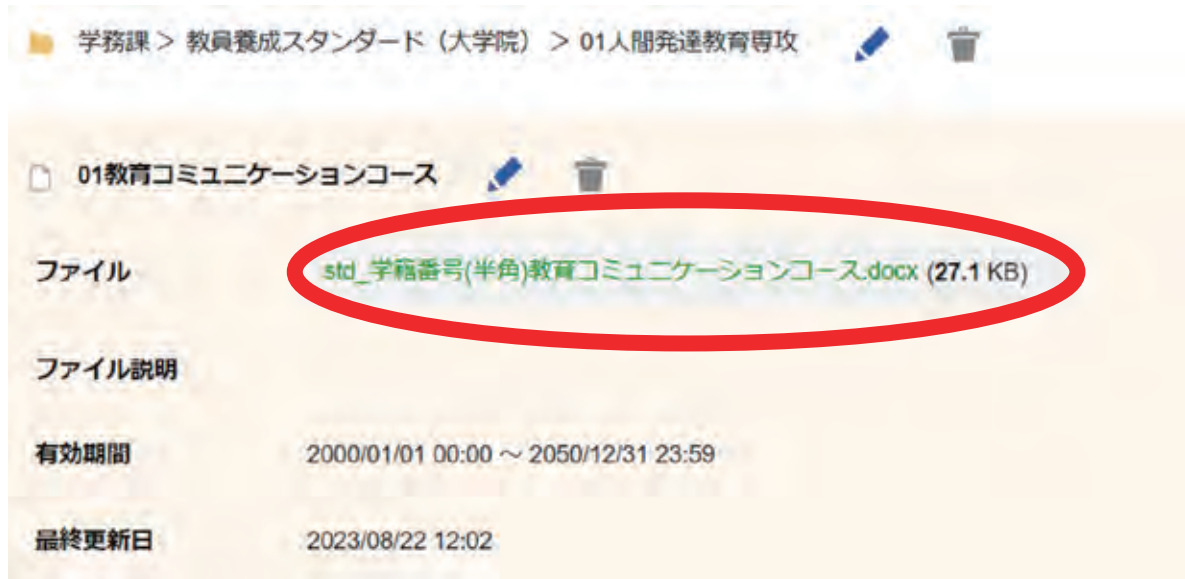 学務課 > 教員養成スタンダード（大学院） > 01人間発達教育専攻
01教育コミュニケーションコース
ファイル std_学籍番号(半角)教育コミュニケーションコース.docx (27.1 KB)
ファイル説明
有効期間 2000/01/01 00:00 ～ 2050/12/31 23:59
最終更新日 2023/08/22 12:02